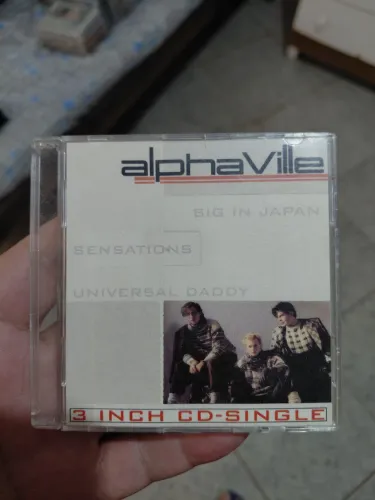 alphaVille
BIG IN JAPAN
SENSATIONS
UNIVERSAL DADDY
3 INCH CD-SINGLE